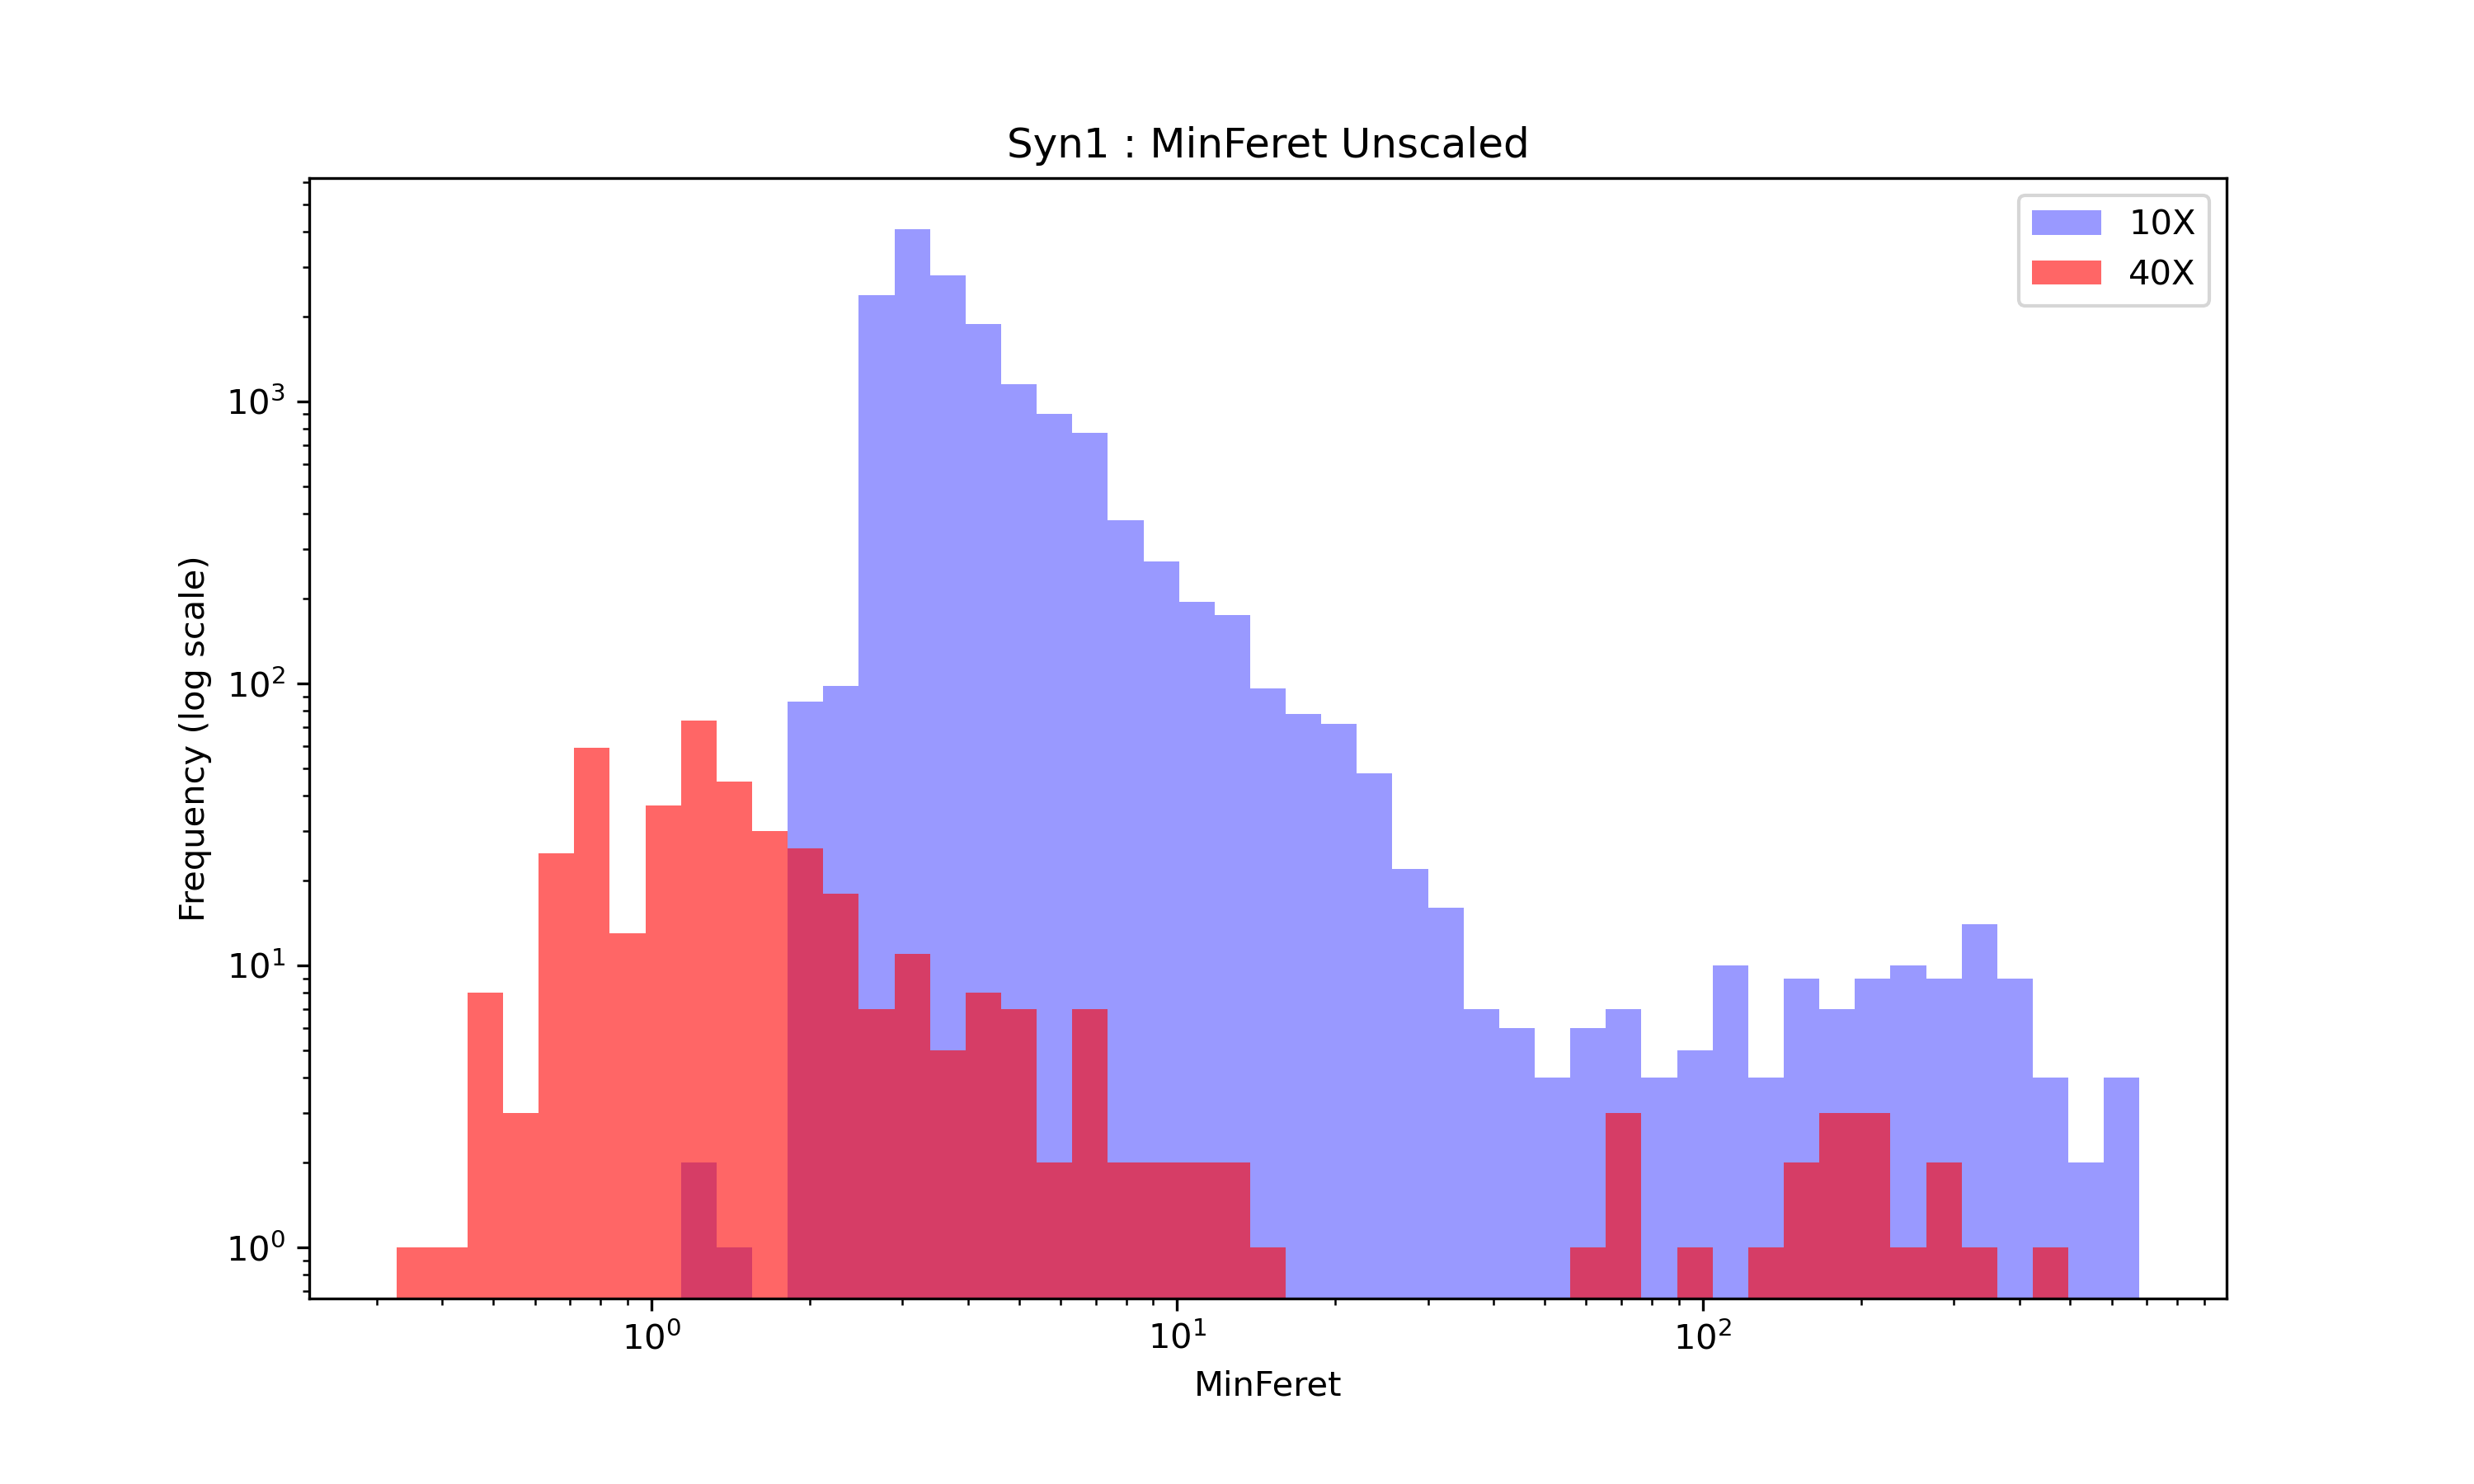 Syn1 : MinFeret Unscaled
10X
40X
Frequency (log scale)
10³
10²
10¹
10⁰
10⁰ 10¹ 10²
MinFeret